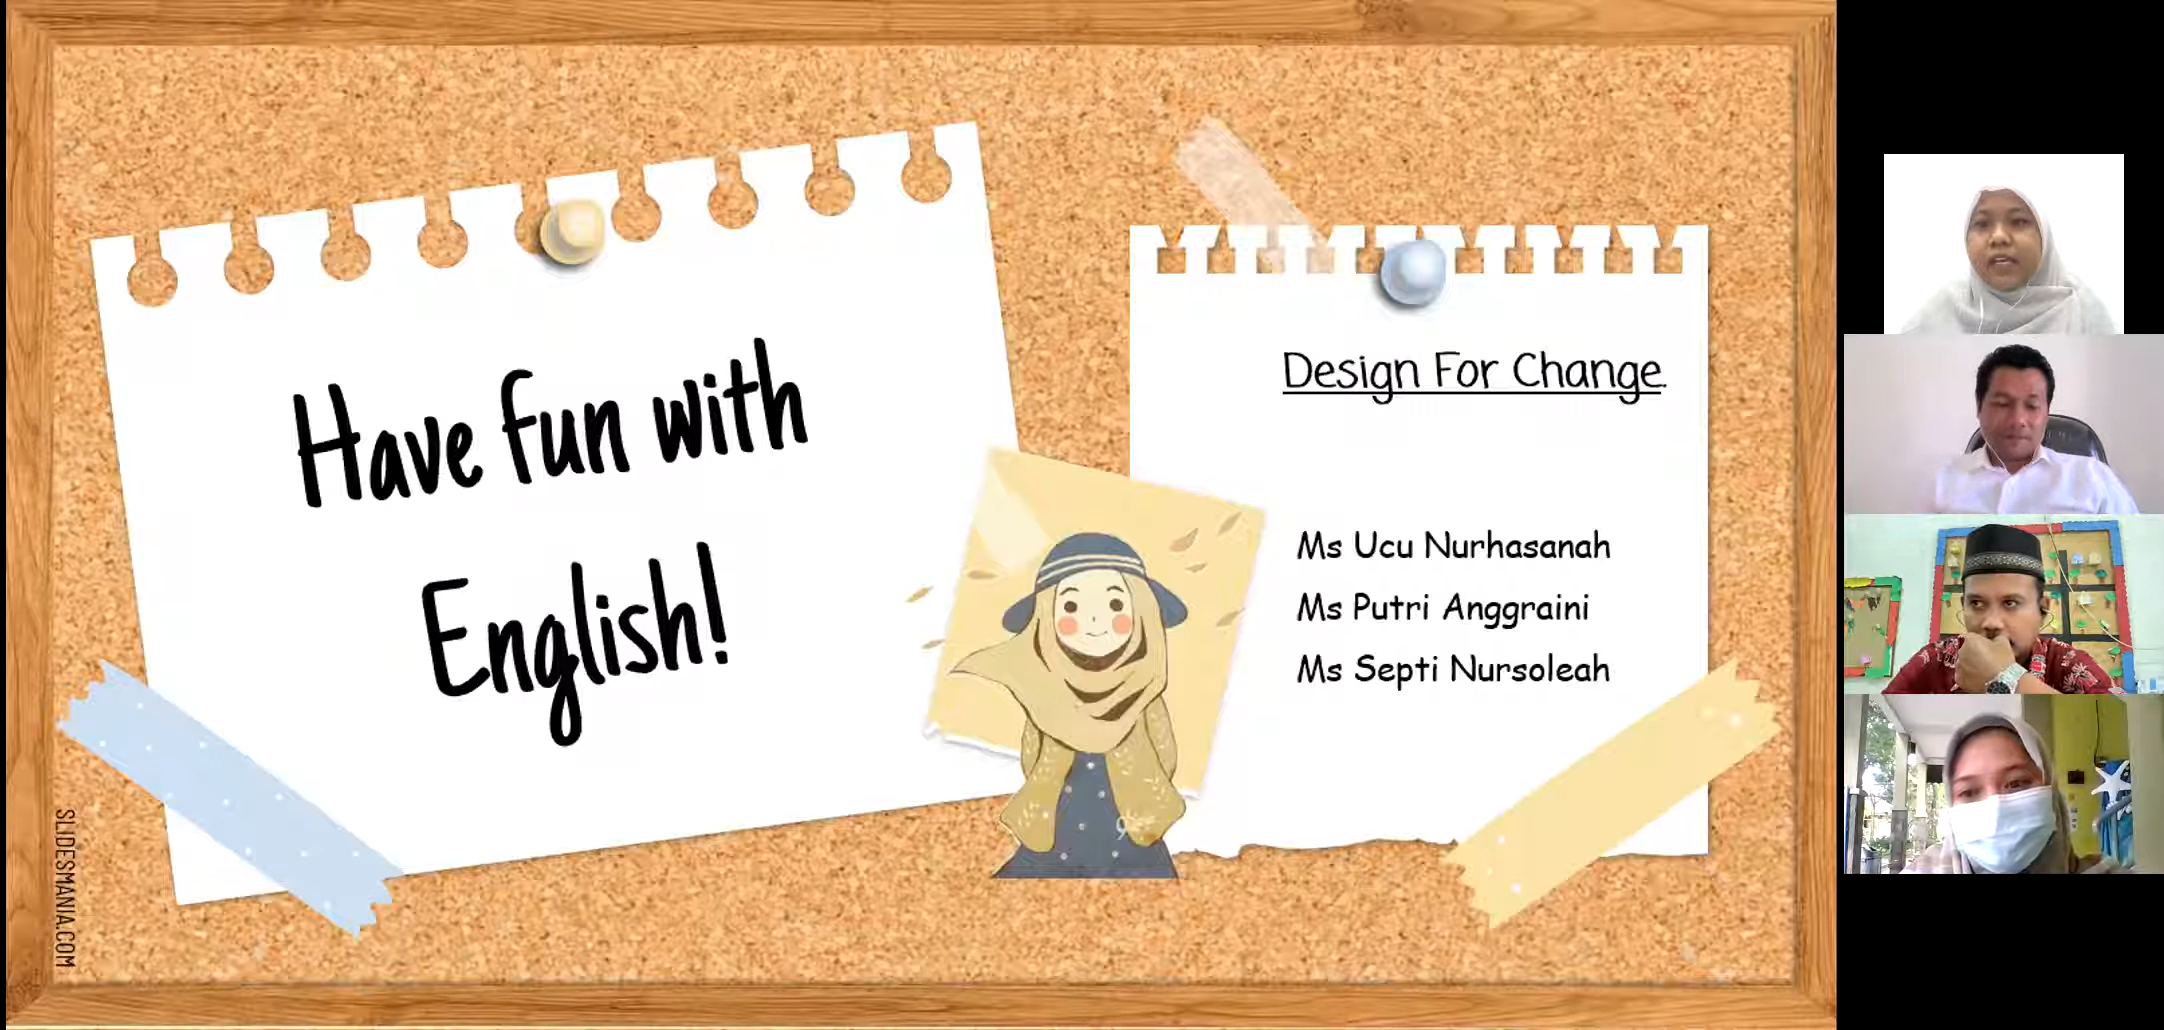 Have fun with
English!
Design For Change.
Ms Ucu Nurhasanah
Ms Putri Anggraini
Ms Septi Nursoleah
SLIDESMANIA.COM